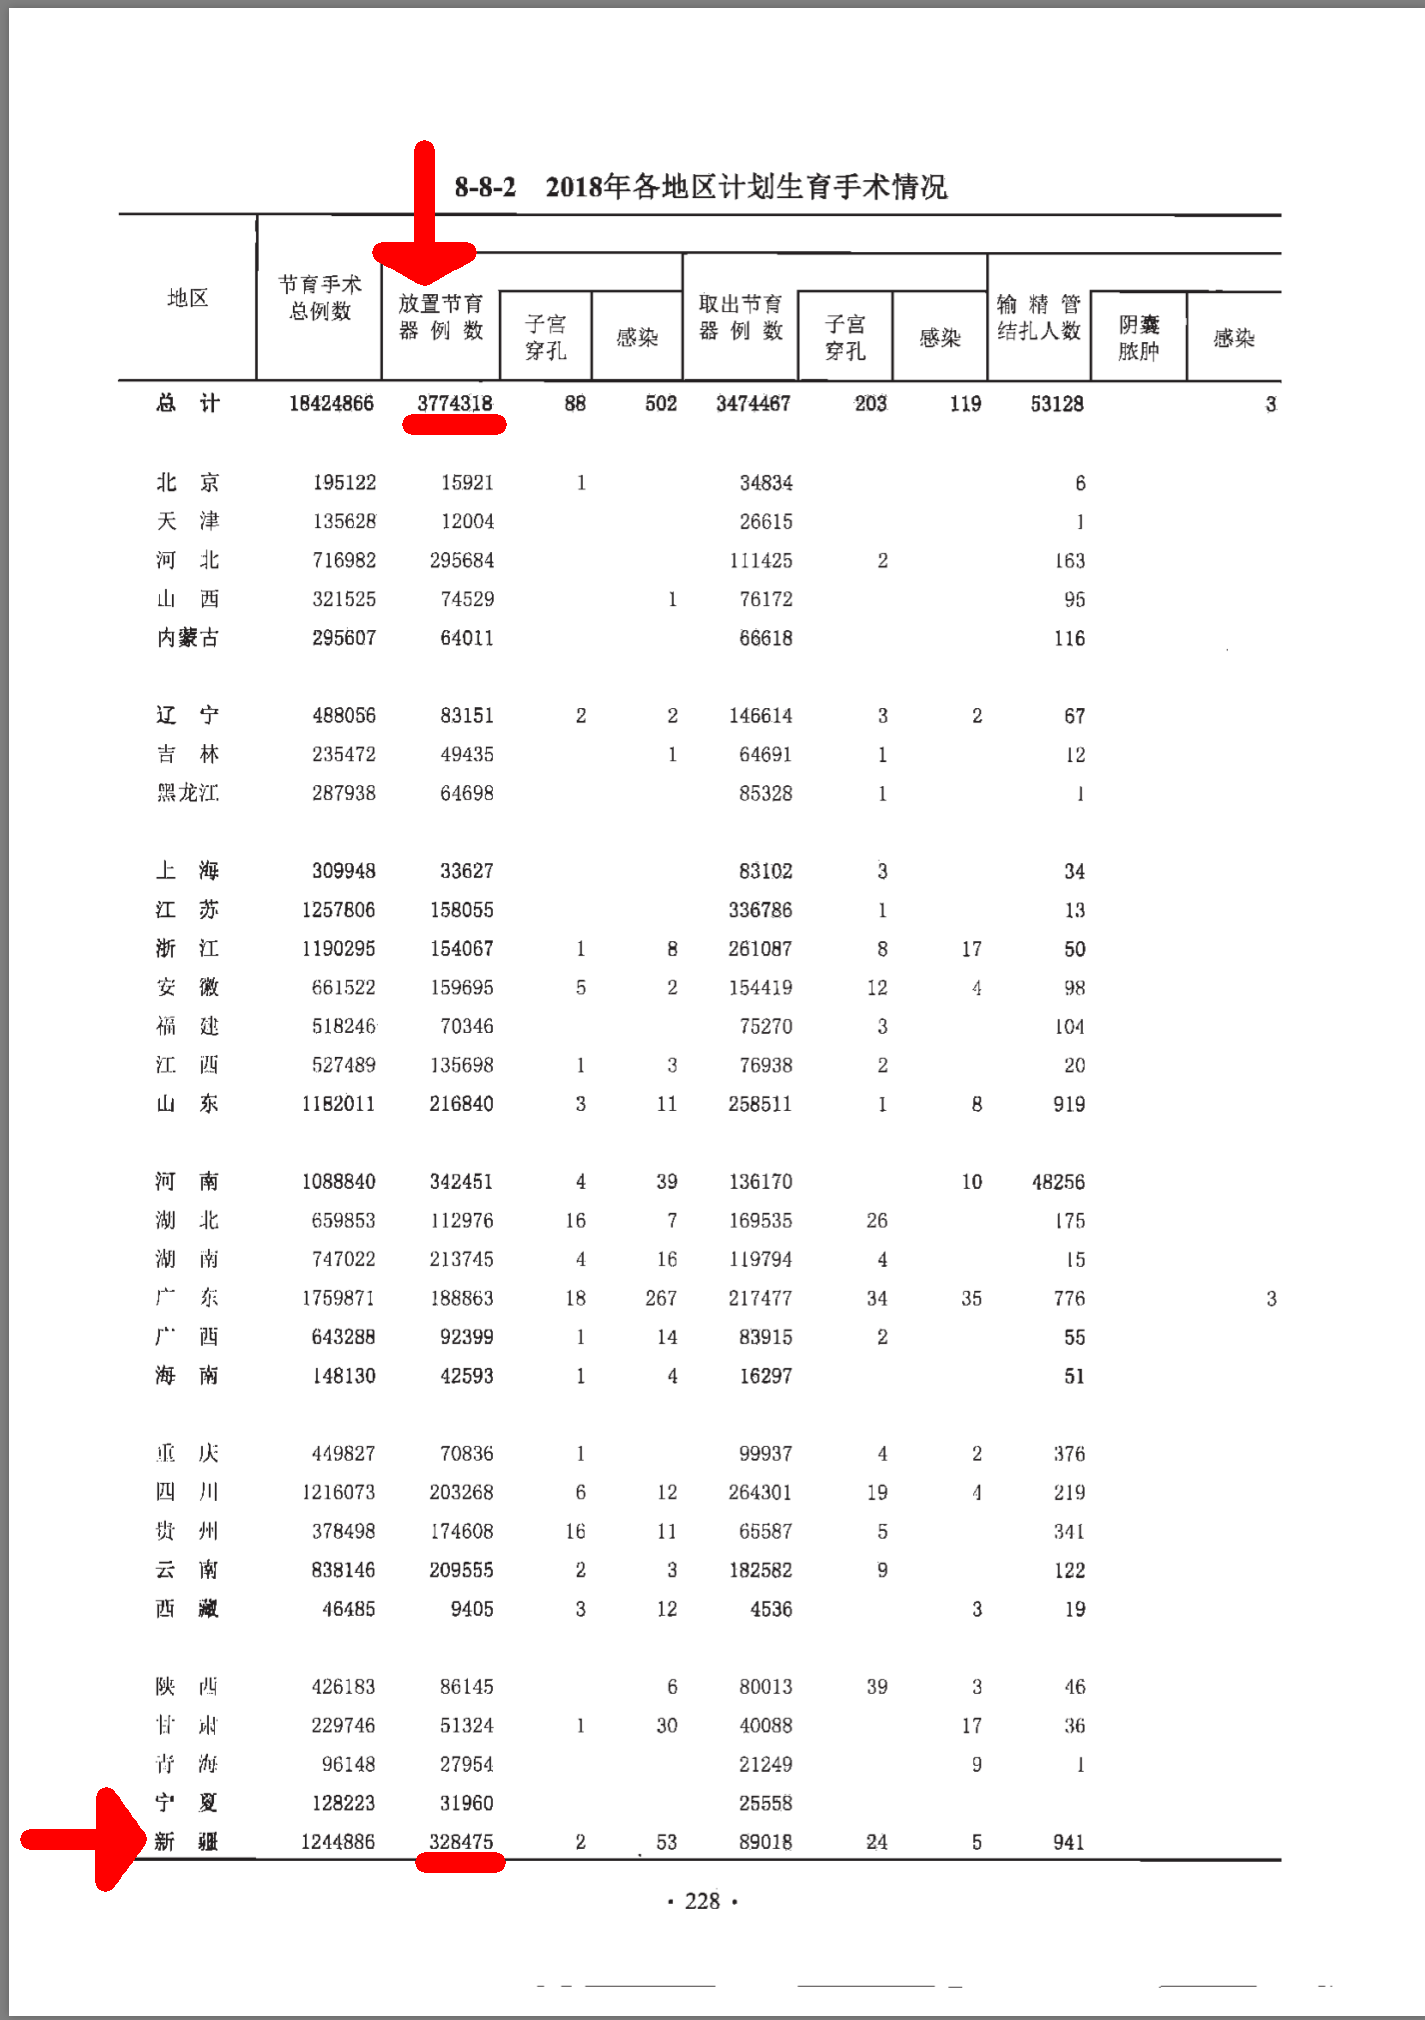 8-8-2 2018年各地区计划生育手术情况
地区 节育手术总例数 放置节育器例数 子宫穿孔 感染 取出节育器例数 子宫穿孔 感染 输精管结扎人数 阴囊脓肿 感染
总计 18424866 3774318 88 502 3474467 203 119 53128 3
北京 195122 15921 1 34834 6
天津 135628 12004 26615 1
河北 716982 295684 111425 2 163
山西 321525 74529 1 76172 95
内蒙古 295607 64011 66618 116
辽宁 488056 83151 2 2 146614 3 2 67
吉林 235472 49435 1 64691 1 12
黑龙江 287938 64698 85328 1 1
上海 309948 33627 83102 3 34
江苏 1257806 158055 336786 1 13
浙江 1190295 154067 1 8 261087 8 17 50
安徽 661522 159695 5 2 154419 12 4 98
福建 518246 70346 75270 3 104
江西 527489 135698 1 3 76938 2 20
山东 1182011 216840 3 11 258511 1 8 919
河南 1088840 342451 4 39 136170 10 48256
湖北 659853 112976 16 7 169535 26 175
湖南 747022 213745 4 16 119794 4 15
广东 1759871 188863 18 267 217477 34 35 776 3
广西 643288 92399 1 14 83915 2 55
海南 148130 42593 1 4 16297 51
重庆 449827 70836 1 99937 4 2 376
四川 1216073 203268 6 12 264301 19 4 219
贵州 378498 174608 16 11 65587 5 341
云南 838146 209555 2 3 182582 9 122
西藏 46485 9405 3 12 4536 3 19
陕西 426183 86145 6 80013 39 3 46
甘肃 229746 51324 1 30 40088 17 36
青海 96148 27954 21249 9 1
宁夏 128223 31960 25558
新疆 1244886 328475 2 53 89018 24 5 941
· 228 ·